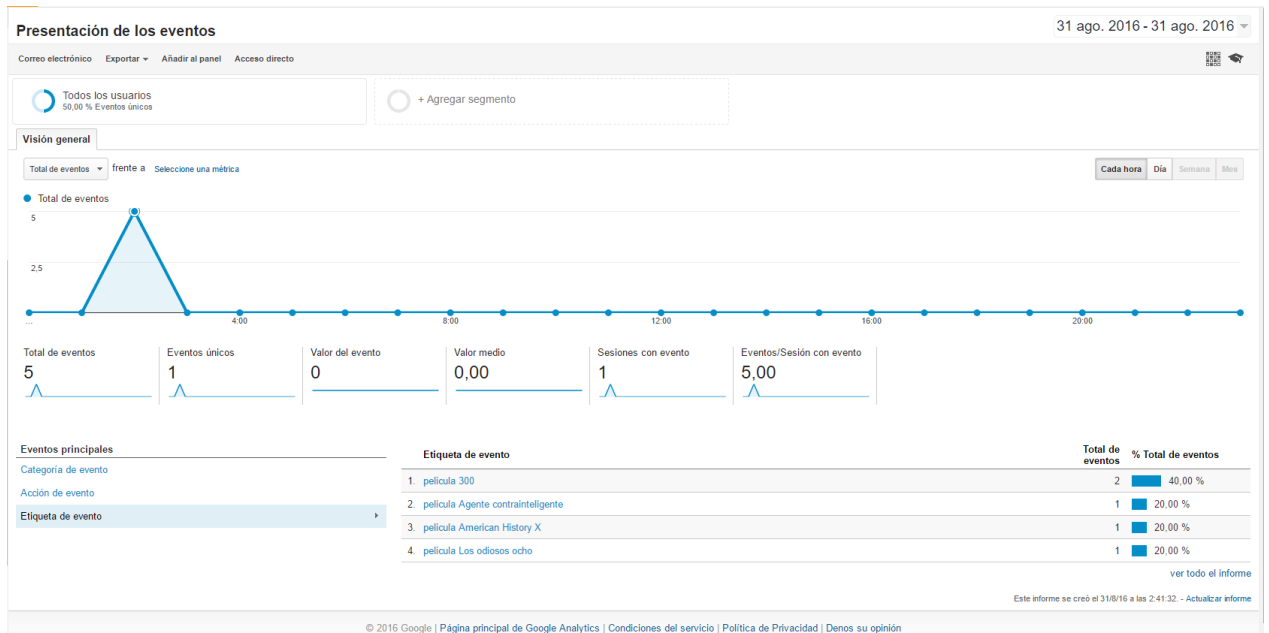 Presentación de los eventos
31 ago. 2016 - 31 ago. 2016
Correo electrónico Exportar Añadir al panel Acceso directo
Todos los usuarios
50,00 % Eventos únicos
+ Agregar segmento
Visión general
Total de eventos frente a Seleccione una métrica
Cada hora Día Semana Mes
Total de eventos
5
2,5
... 4:00 8:00 12:00 16:00 20:00
Total de eventos Eventos únicos Valor del evento Valor medio Sesiones con evento Eventos/Sesión con evento
5 1 0 0,00 1 5,00
Eventos principales
Categoría de evento
Acción de evento
Etiqueta de evento
Etiqueta de evento Total de eventos % Total de eventos
1. pelicula 300 2 40,00 %
2. pelicula Agente contrainteligente 1 20,00 %
3. pelicula American History X 1 20,00 %
4. pelicula Los odiosos ocho 1 20,00 %
ver todo el informe
Este informe se creó el 31/8/16 a las 2:41:32. - Actualizar informe
© 2016 Google | Página principal de Google Analytics | Condiciones del servicio | Política de Privacidad | Denos su opinión